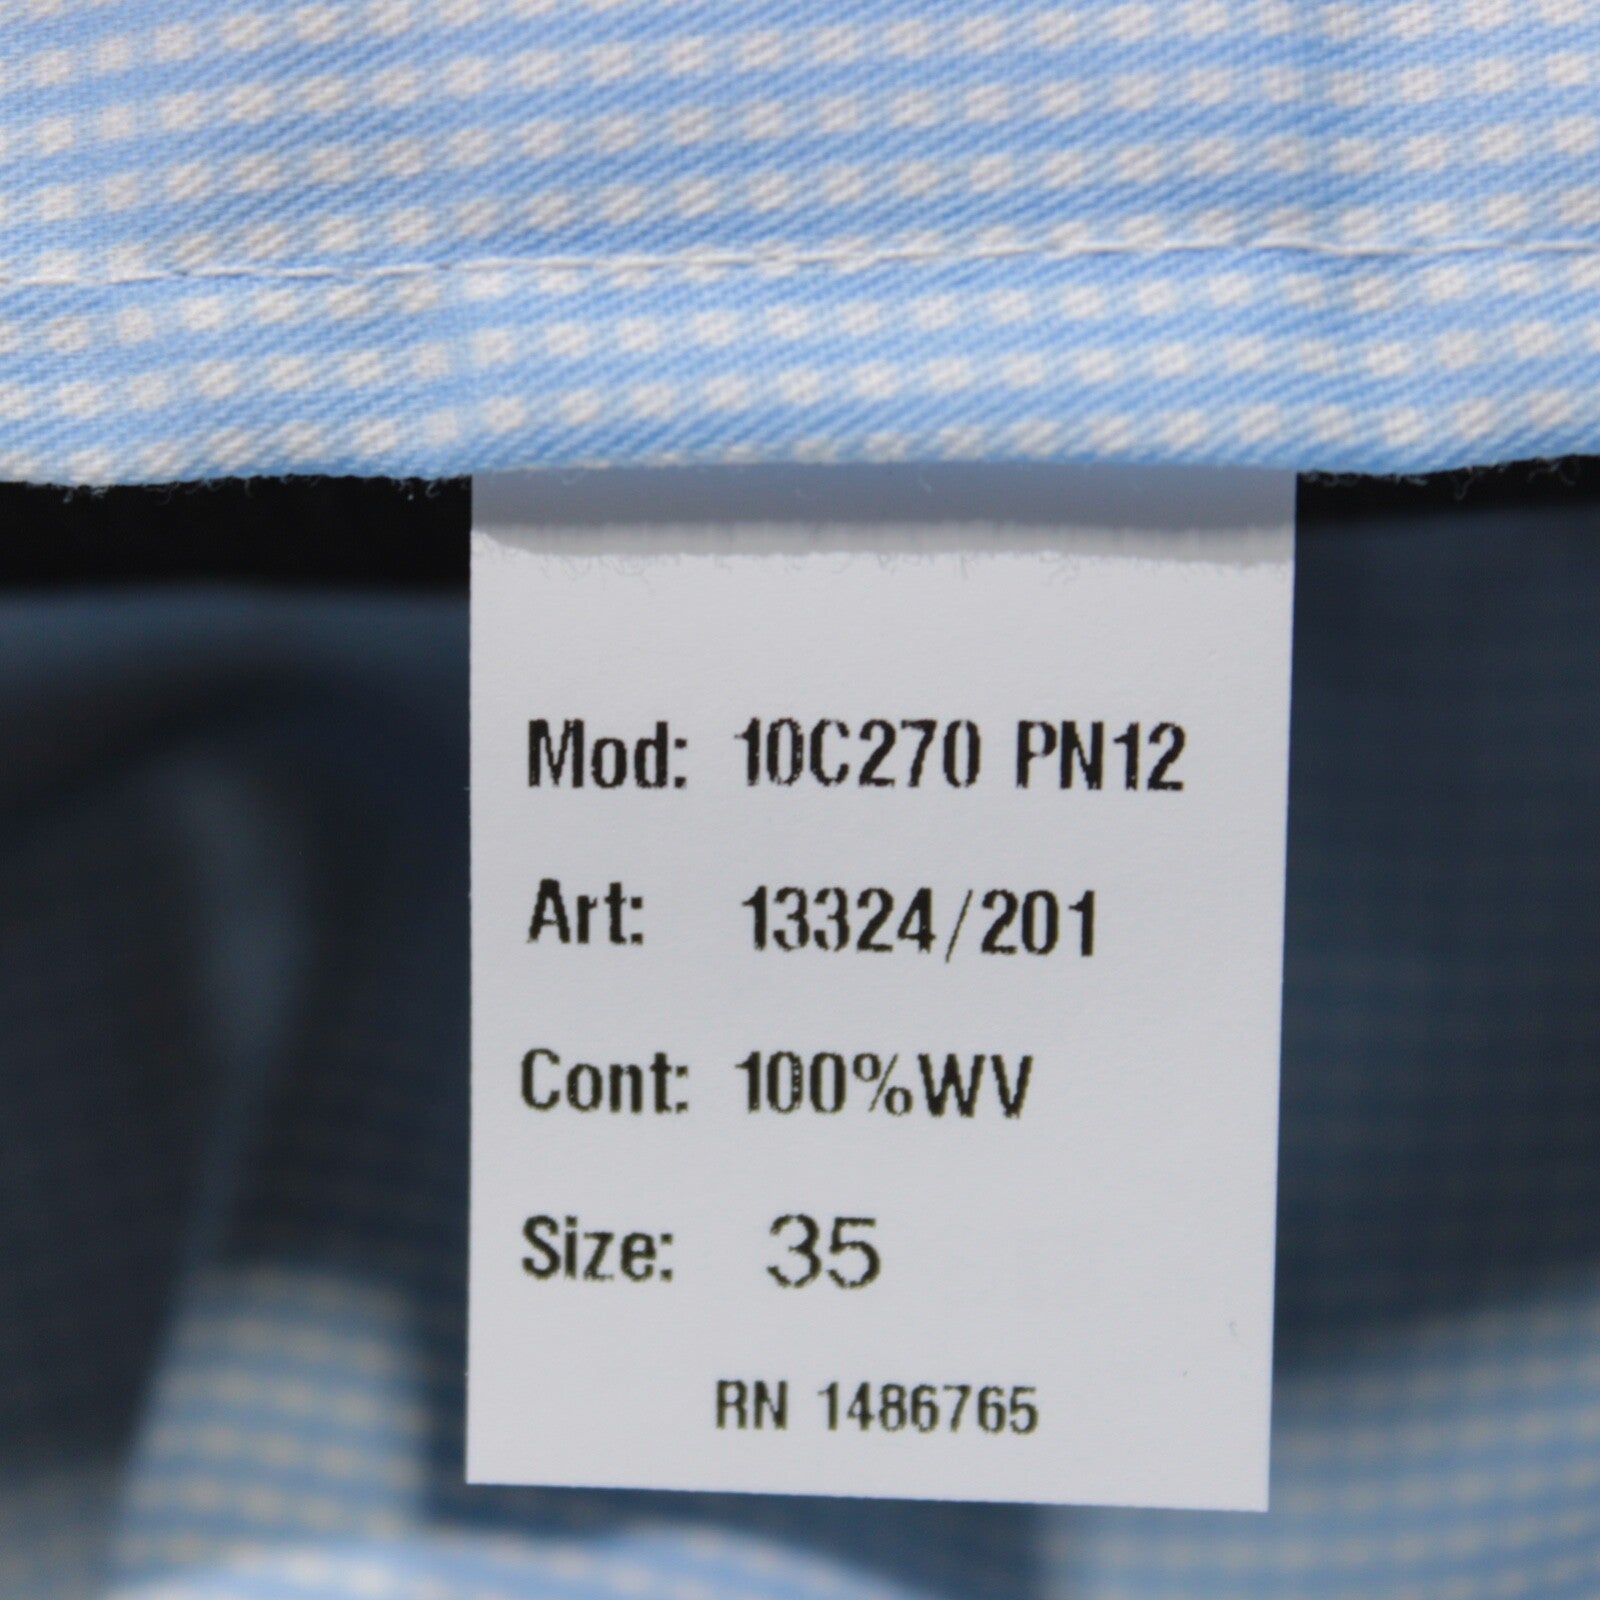 Mod: 10C270 PN12
Art: 13324/201
Cont: 100%WV
Size: 35
RN 1486765